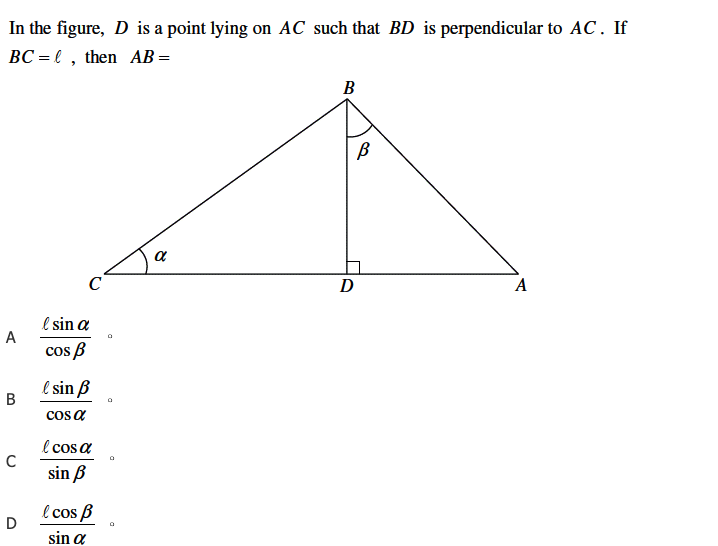 In the figure, D is a point lying on AC such that BD is perpendicular to AC. If
BC = ℓ , then AB =
B
β
α
C
D
A
A ℓ sin α / cos β 。
B ℓ sin β / cos α 。
C ℓ cos α / sin β 。
D ℓ cos β / sin α 。